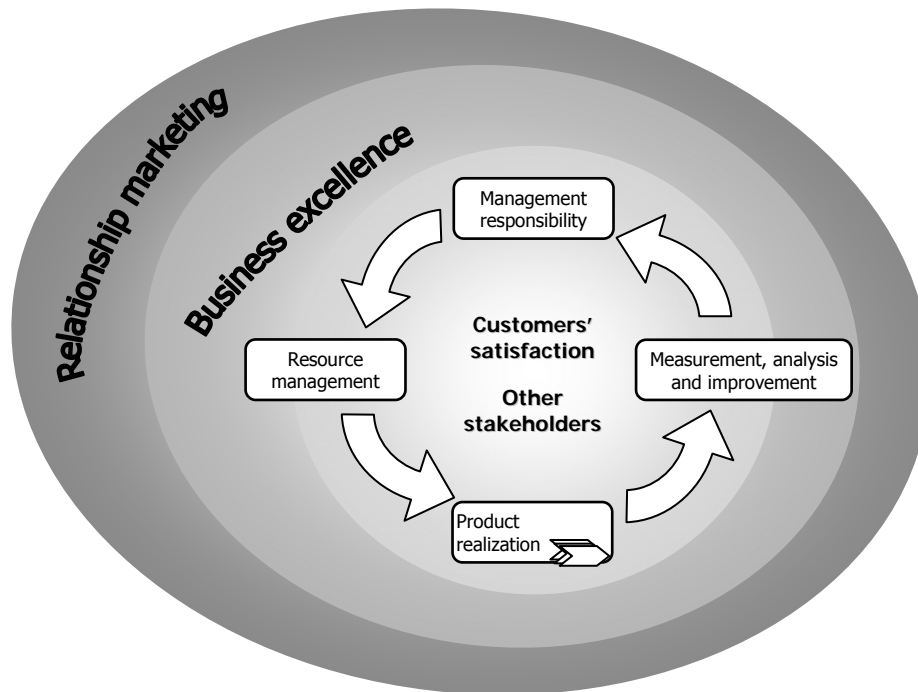 Relationship marketing
Business excellence
Management
responsibility
Customers’
satisfaction
Other
stakeholders
Resource
management
Measurement, analysis
and improvement
Product
realization